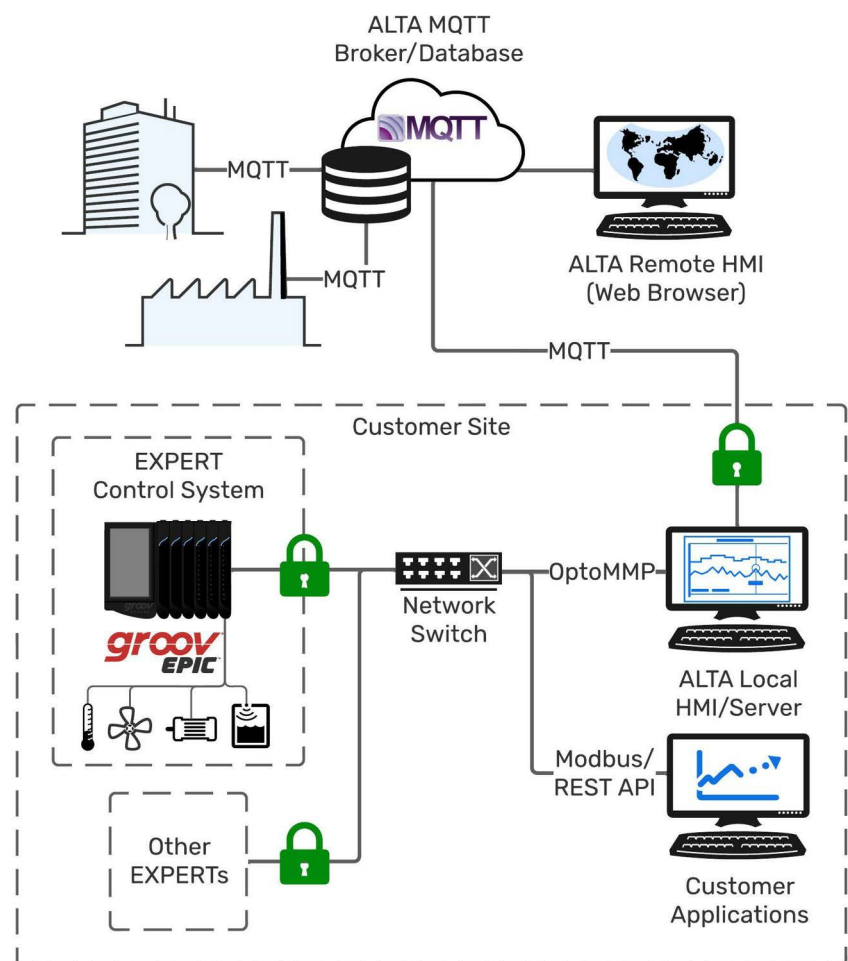 ALTA MQTT
Broker/Database
MQTT
MQTT
MQTT
ALTA Remote HMI
(Web Browser)
MQTT
Customer Site
EXPERT
Control System
groov
groov
EPIC
Network
Switch
OptoMMP
ALTA Local
HMI/Server
Modbus/
REST API
Other
EXPERTs
Customer
Applications